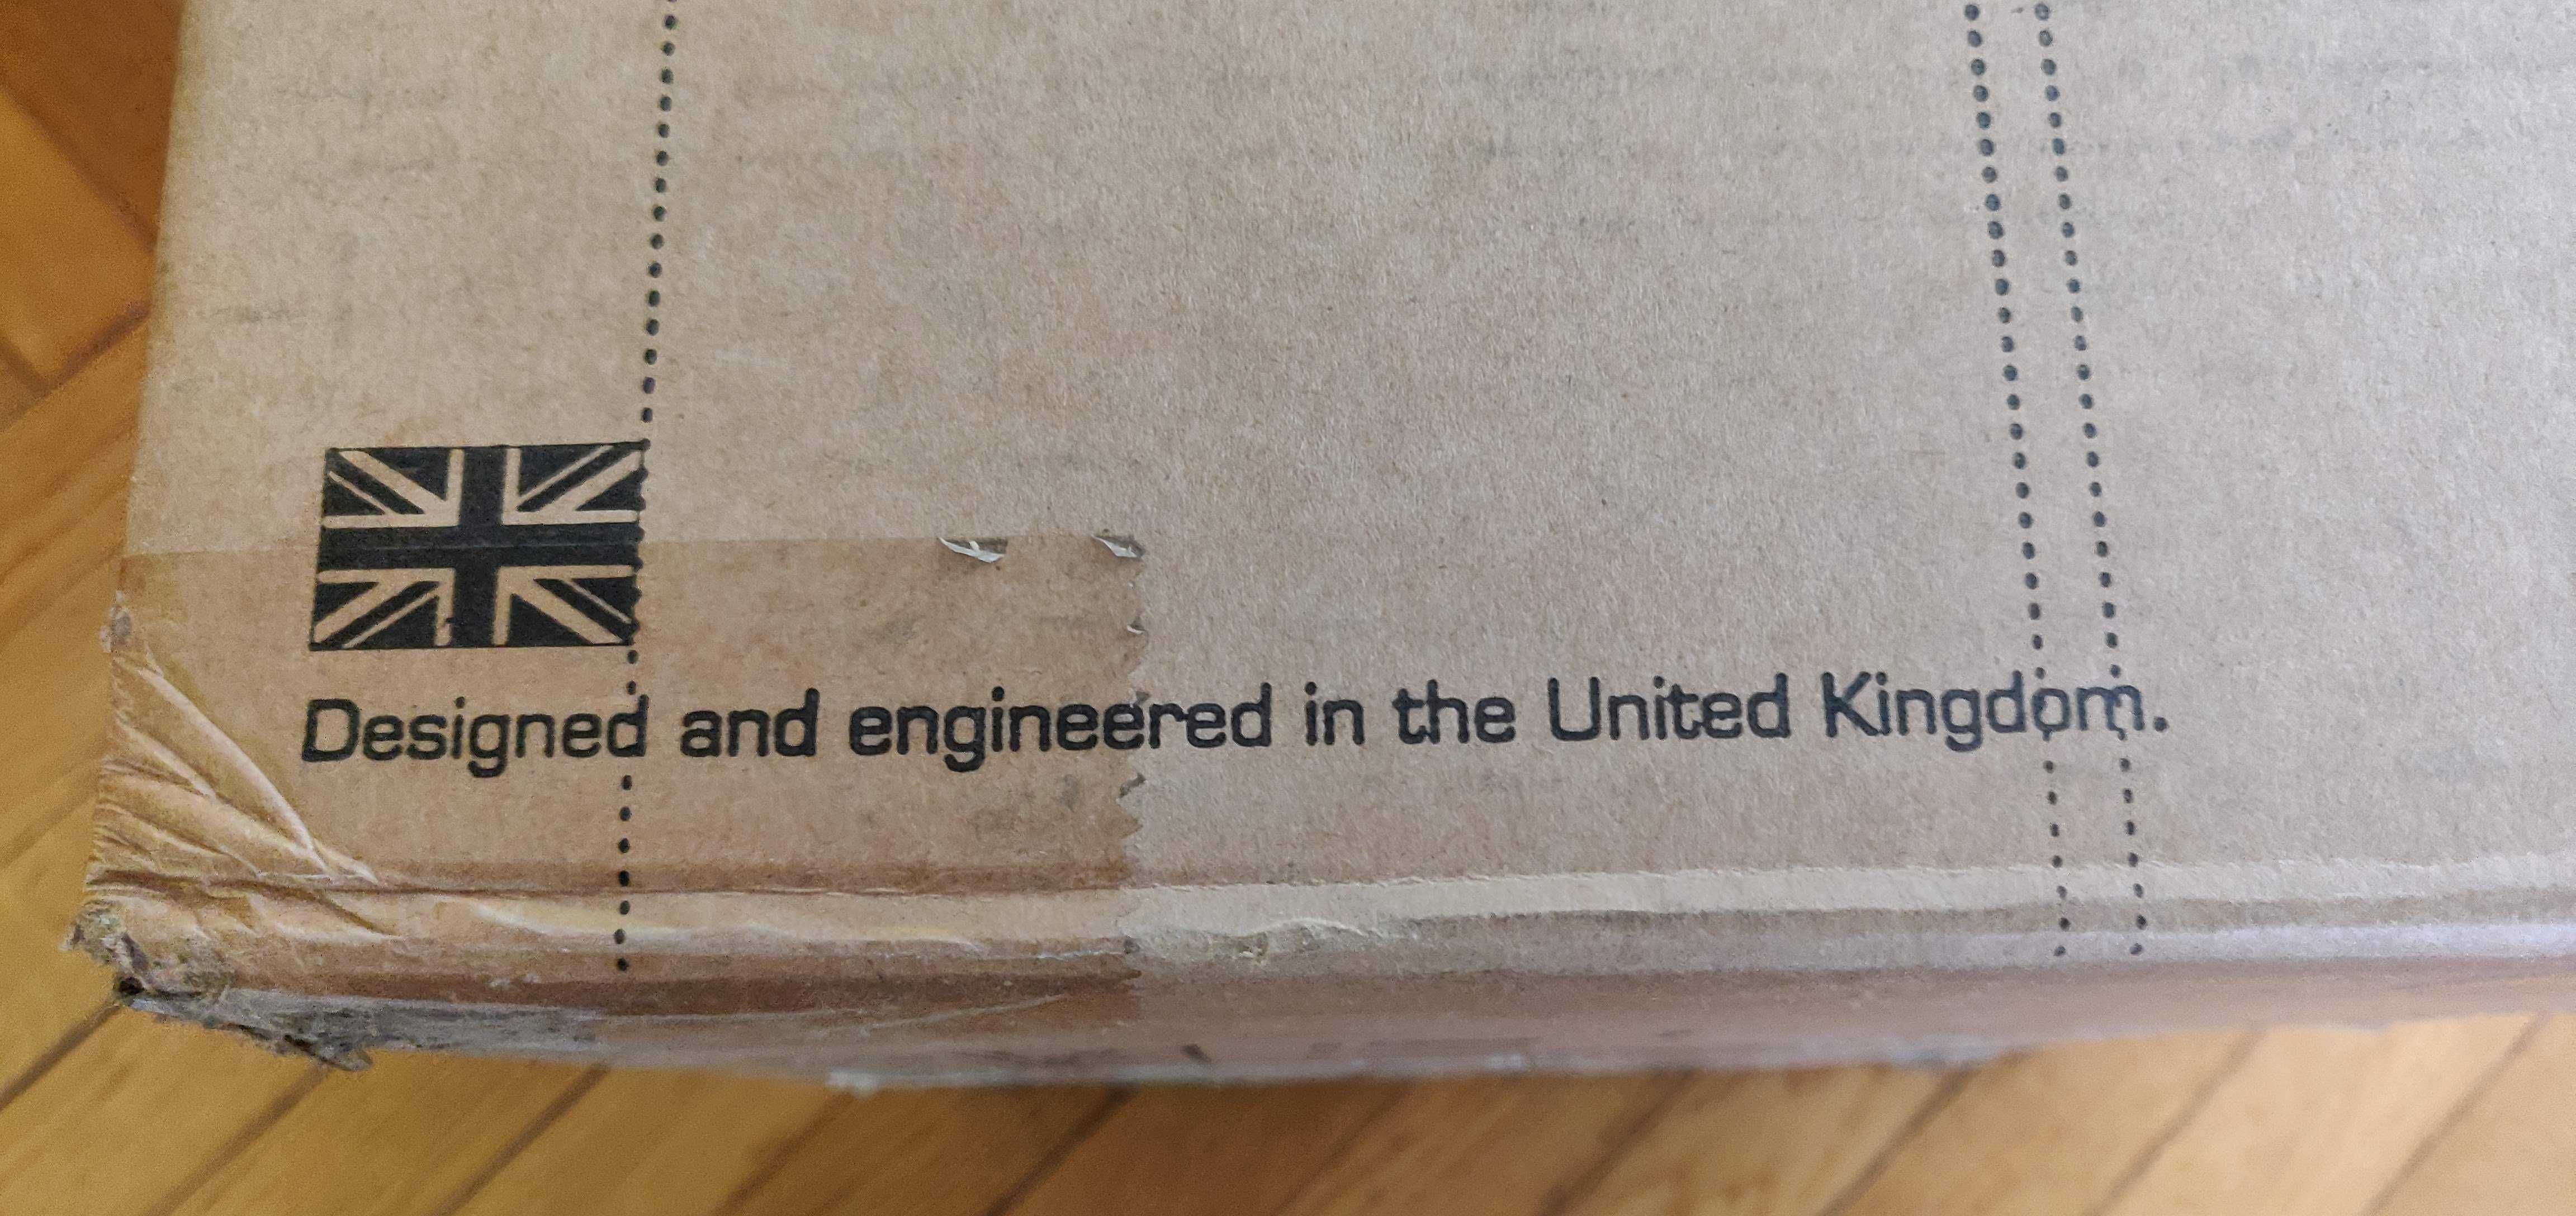 Designed and engineered in the United Kingdom.